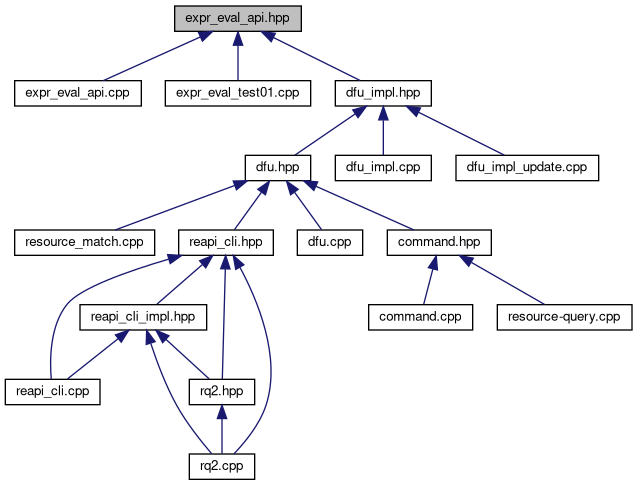 expr_eval_api.hpp
expr_eval_api.cpp
expr_eval_test01.cpp
dfu_impl.hpp
dfu.hpp
dfu_impl.cpp
dfu_impl_update.cpp
resource_match.cpp
reapi_cli.hpp
dfu.cpp
command.hpp
reapi_cli_impl.hpp
command.cpp
resource-query.cpp
reapi_cli.cpp
rq2.hpp
rq2.cpp